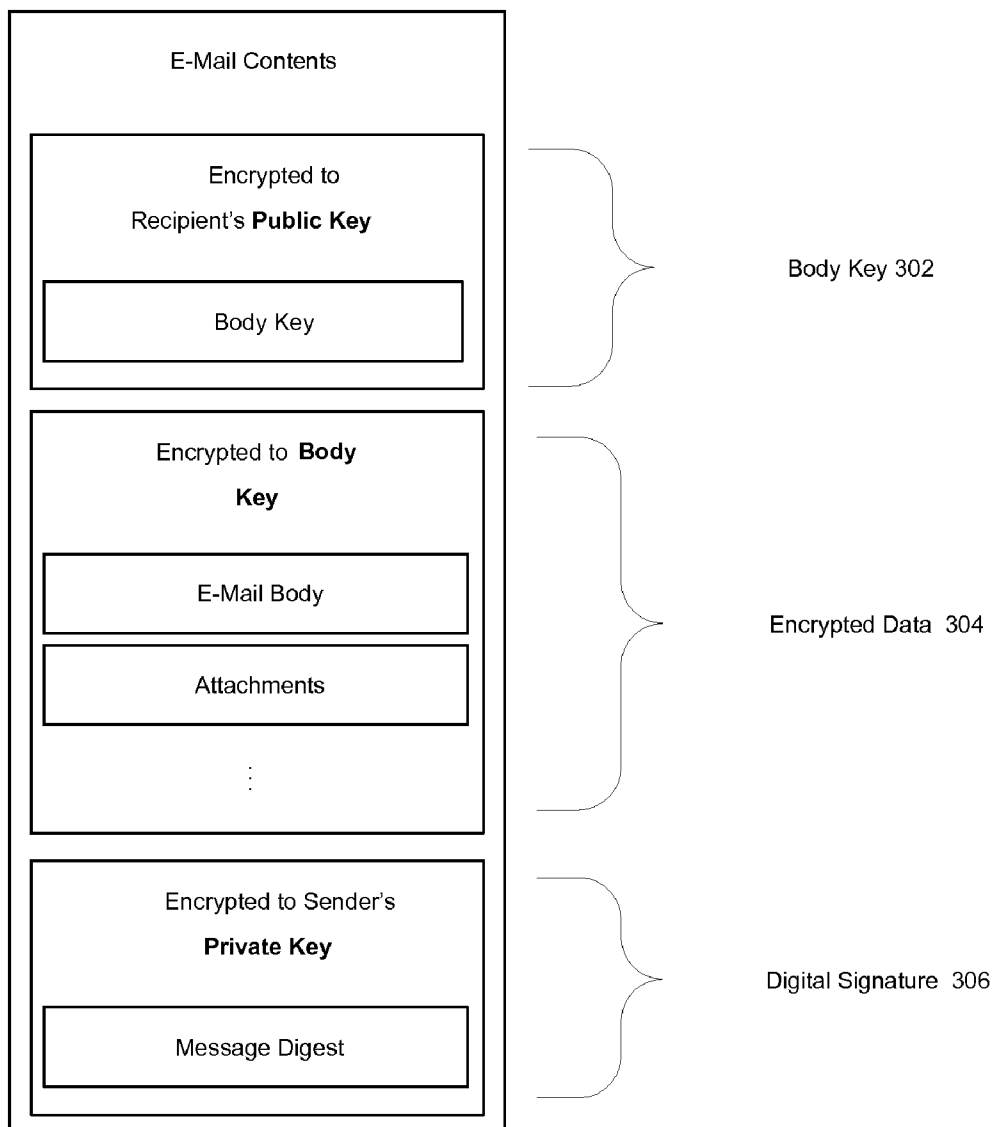 E-Mail Contents
Encrypted to
Recipient's Public Key
Body Key
Body Key 302
Encrypted to Body
Key
E-Mail Body
Attachments
⋮
Encrypted Data 304
Encrypted to Sender's
Private Key
Message Digest
Digital Signature 306